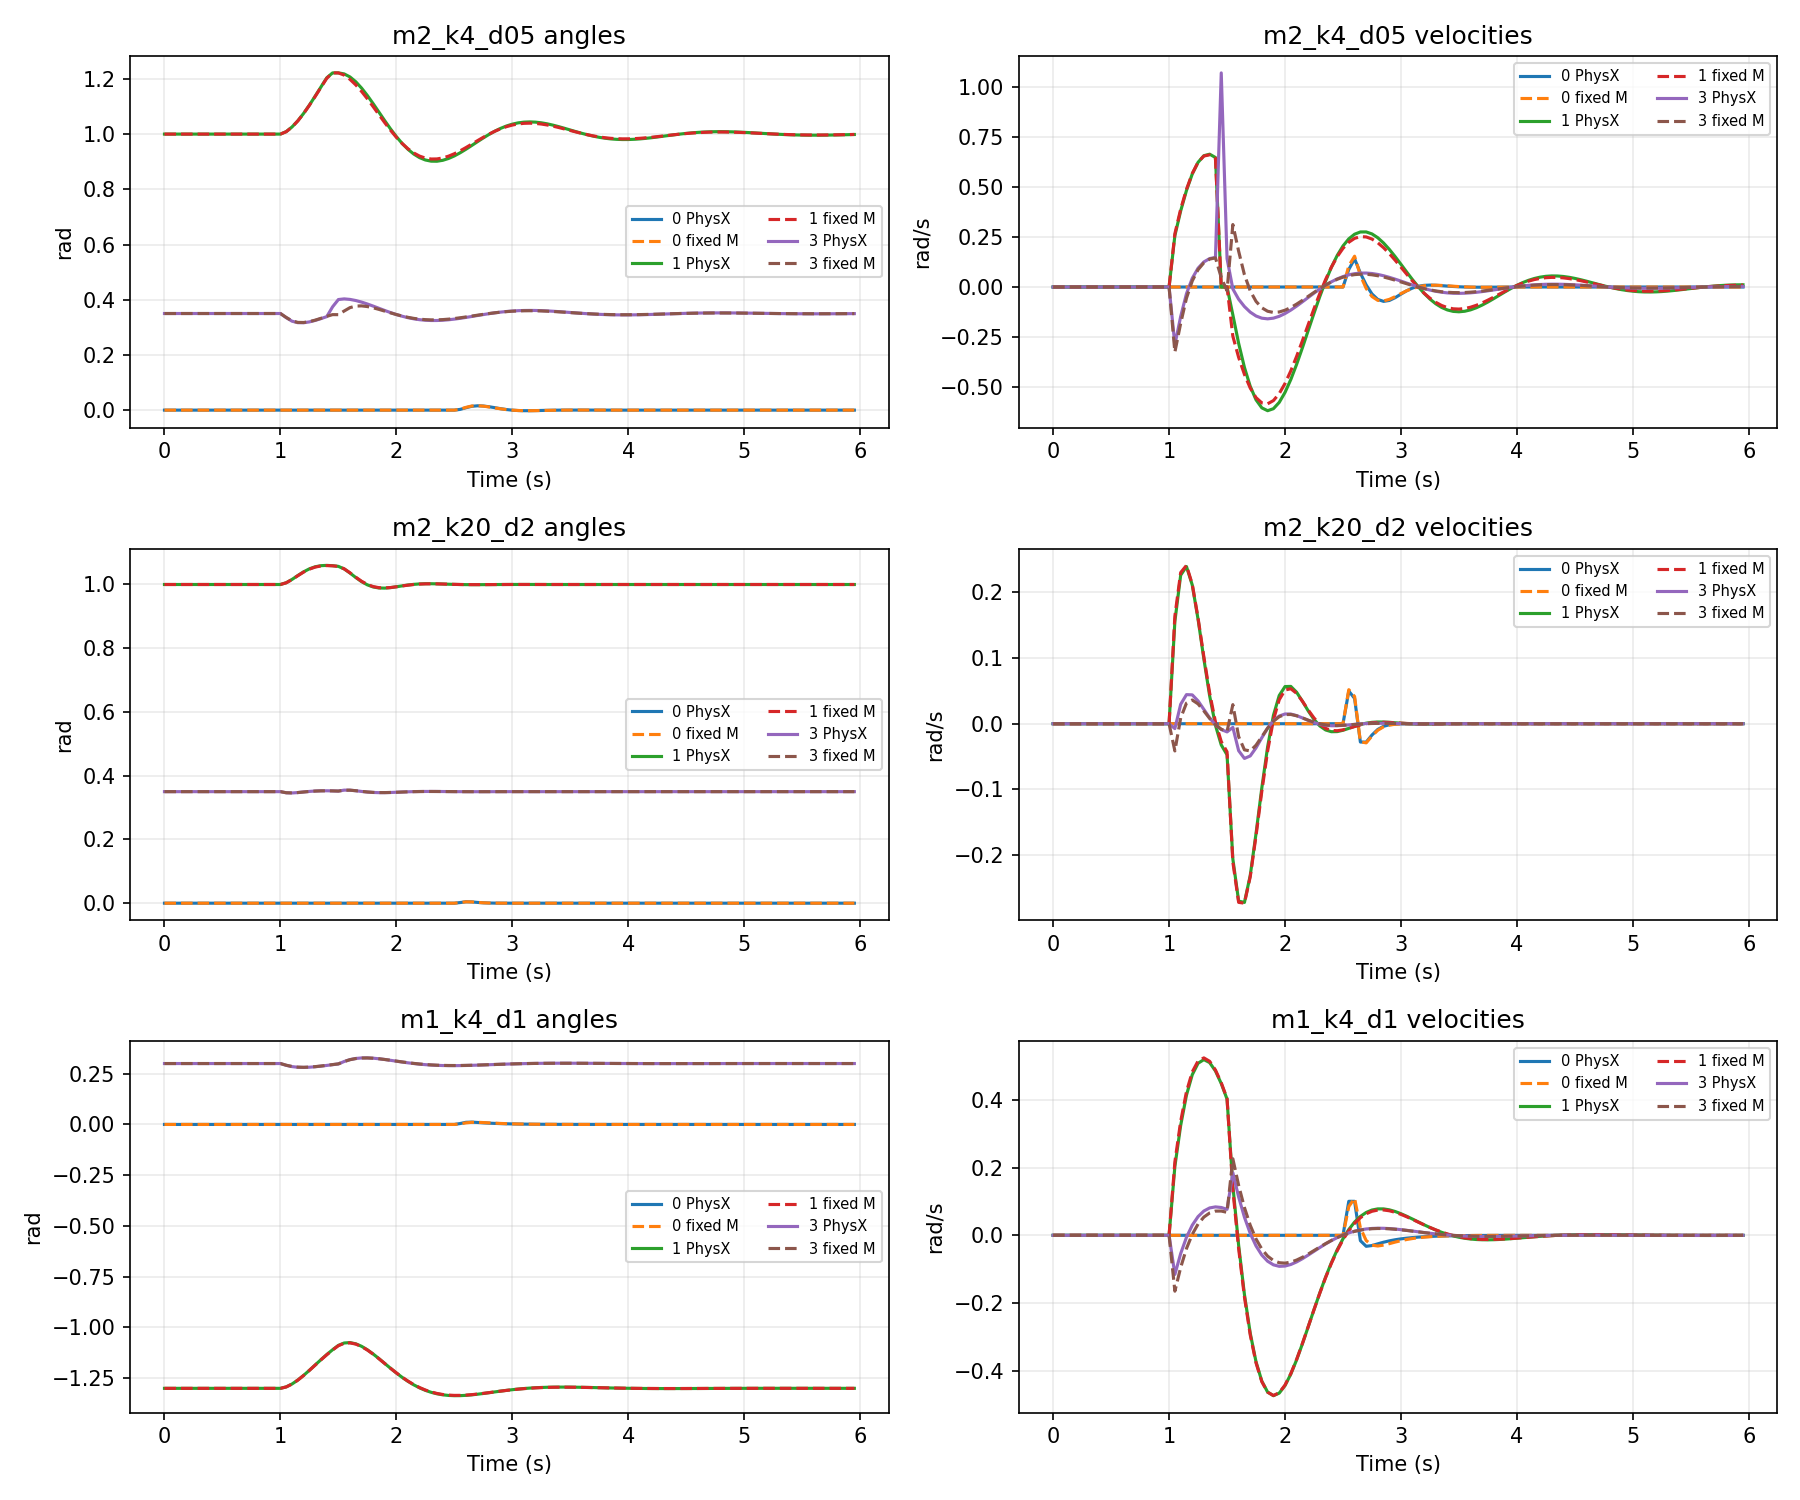 m2_k4_d05 angles
rad
1.2
1.0
0.8
0.6
0.4
0.2
0.0
0 PhysX 1 fixed M
0 fixed M 3 PhysX
1 PhysX 3 fixed M
0 1 2 3 4 5 6
Time (s)
m2_k4_d05 velocities
rad/s
1.00
0.75
0.50
0.25
0.00
−0.25
−0.50
0 PhysX 1 fixed M
0 fixed M 3 PhysX
1 PhysX 3 fixed M
0 1 2 3 4 5 6
Time (s)
m2_k20_d2 angles
rad
1.0
0.8
0.6
0.4
0.2
0.0
0 PhysX 1 fixed M
0 fixed M 3 PhysX
1 PhysX 3 fixed M
0 1 2 3 4 5 6
Time (s)
m2_k20_d2 velocities
rad/s
0.2
0.1
0.0
−0.1
−0.2
0 PhysX 1 fixed M
0 fixed M 3 PhysX
1 PhysX 3 fixed M
0 1 2 3 4 5 6
Time (s)
m1_k4_d1 angles
rad
0.25
0.00
−0.25
−0.50
−0.75
−1.00
−1.25
0 PhysX 1 fixed M
0 fixed M 3 PhysX
1 PhysX 3 fixed M
0 1 2 3 4 5 6
Time (s)
m1_k4_d1 velocities
rad/s
0.4
0.2
0.0
−0.2
−0.4
0 PhysX 1 fixed M
0 fixed M 3 PhysX
1 PhysX 3 fixed M
0 1 2 3 4 5 6
Time (s)